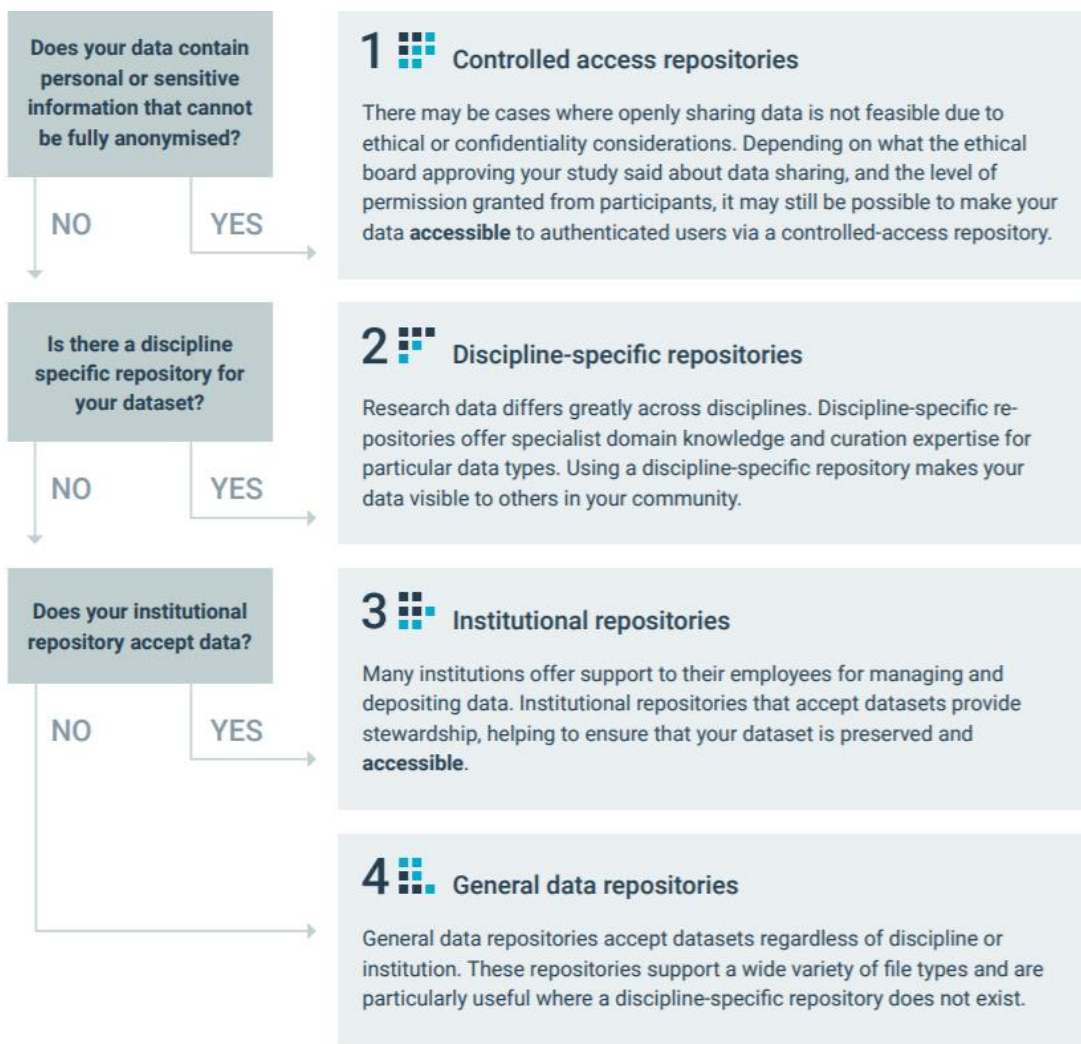 Does your data contain
personal or sensitive
information that cannot
be fully anonymised?
NO
YES
1 Controlled access repositories
There may be cases where openly sharing data is not feasible due to
ethical or confidentiality considerations. Depending on what the ethical
board approving your study said about data sharing, and the level of
permission granted from participants, it may still be possible to make your
data accessible to authenticated users via a controlled-access repository.
Is there a discipline
specific repository for
your dataset?
NO
YES
2 Discipline-specific repositories
Research data differs greatly across disciplines. Discipline-specific re-
positories offer specialist domain knowledge and curation expertise for
particular data types. Using a discipline-specific repository makes your
data visible to others in your community.
Does your institutional
repository accept data?
NO
YES
3 Institutional repositories
Many institutions offer support to their employees for managing and
depositing data. Institutional repositories that accept datasets provide
stewardship, helping to ensure that your dataset is preserved and
accessible.
4 General data repositories
General data repositories accept datasets regardless of discipline or
institution. These repositories support a wide variety of file types and are
particularly useful where a discipline-specific repository does not exist.